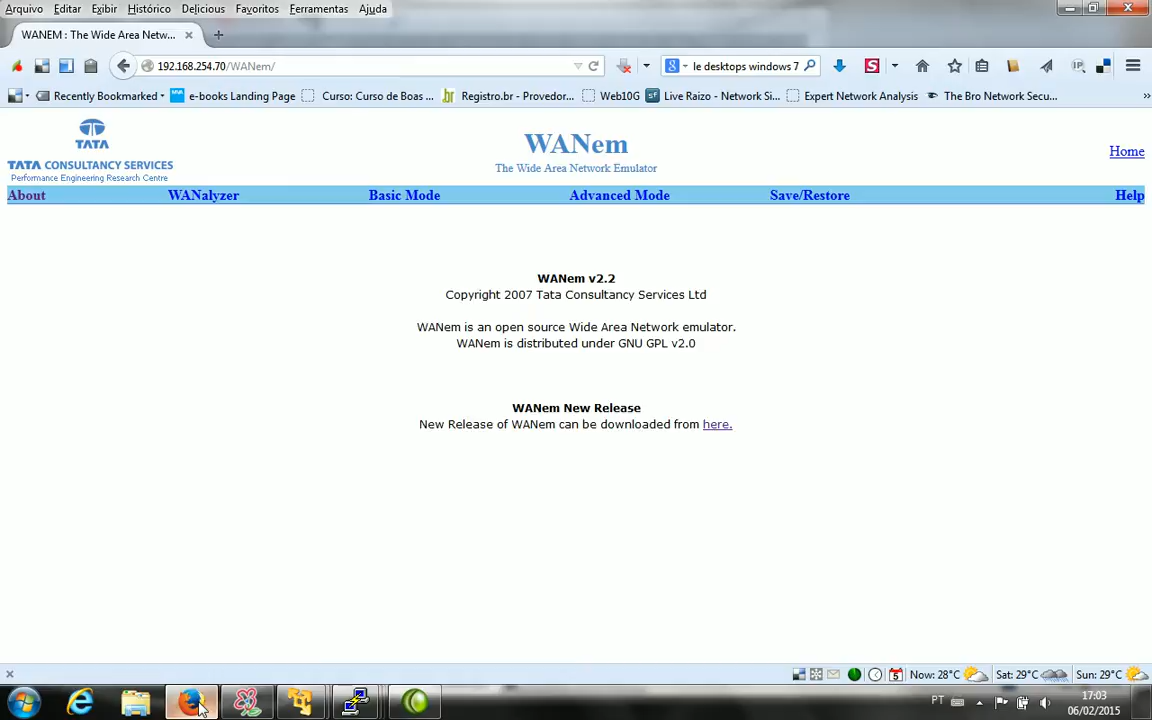 Arquivo Editar Exibir Histórico Delicious Favoritos Ferramentas Ajuda
WANEM : The Wide Area Netw...
192.168.254.70/WANem/
le desktops windows 7
Recently Bookmarked e-books Landing Page Curso: Curso de Boas ... Registro.br - Provedor... Web10G Live Raizo - Network Si... Expert Network Analysis The Bro Network Secu...
TATA
TATA CONSULTANCY SERVICES
Performance Engineering Research Centre
WANem
The Wide Area Network Emulator
Home
About WANalyzer Basic Mode Advanced Mode Save/Restore Help
WANem v2.2
Copyright 2007 Tata Consultancy Services Ltd
WANem is an open source Wide Area Network emulator.
WANem is distributed under GNU GPL v2.0
WANem New Release
New Release of WANem can be downloaded from here.
Now: 28°C Sat: 29°C Sun: 29°C
PT
17:03
06/02/2015